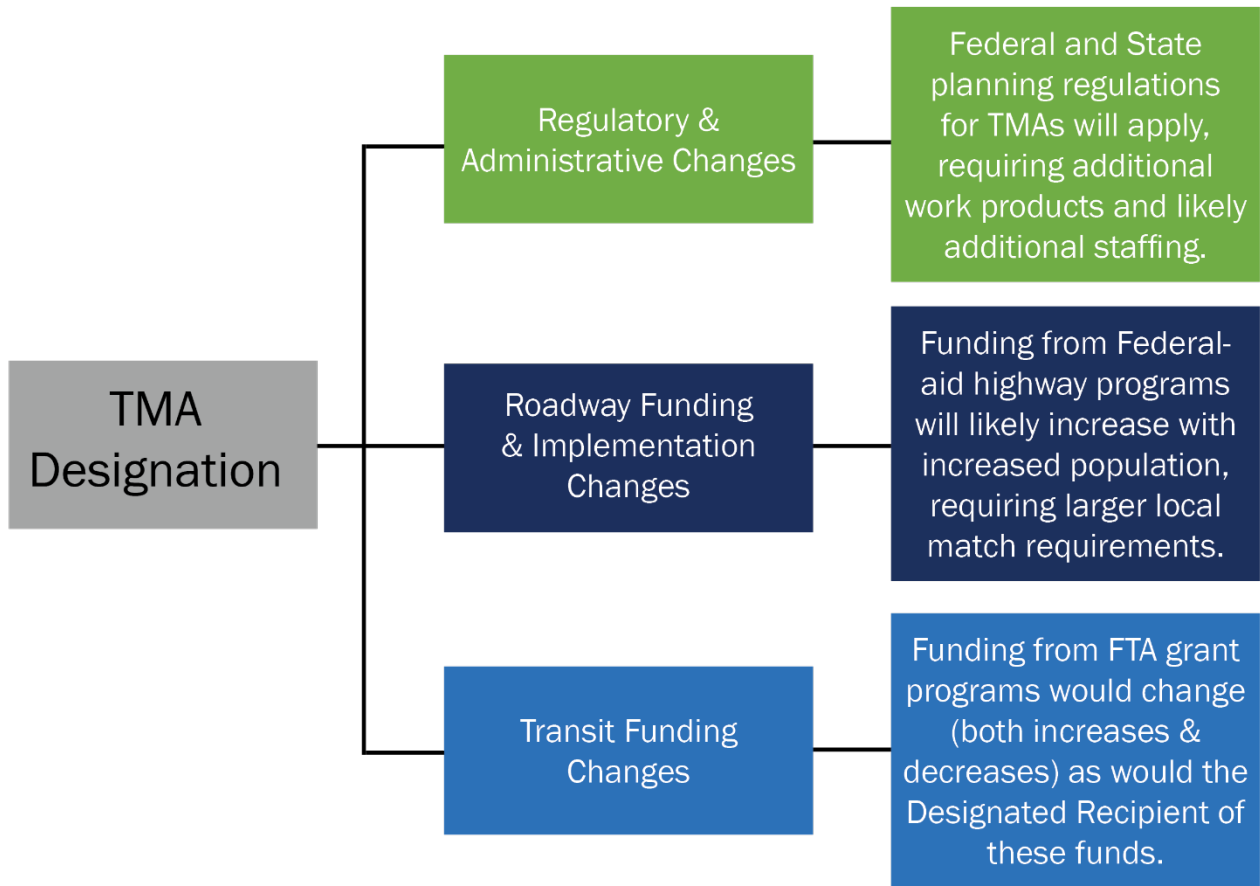 TMA
Designation
Regulatory &
Administrative Changes
Federal and State
planning regulations
for TMAs will apply,
requiring additional
work products and likely
additional staffing.
Roadway Funding
& Implementation
Changes
Funding from Federal-
aid highway programs
will likely increase with
increased population,
requiring larger local
match requirements.
Transit Funding
Changes
Funding from FTA grant
programs would change
(both increases &
decreases) as would the
Designated Recipient of
these funds.